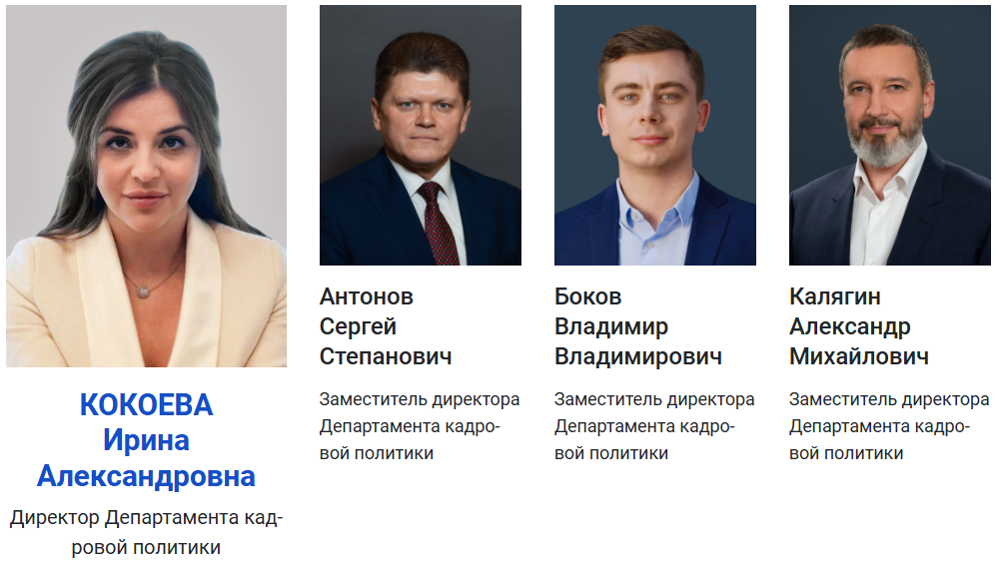 КОКОЕВА
Ирина
Александровна
Директор Департамента кад-
ровой политики
Антонов
Сергей
Степанович
Заместитель директора
Департамента кадро-
вой политики
Боков
Владимир
Владимирович
Заместитель директора
Департамента кадро-
вой политики
Калягин
Александр
Михайлович
Заместитель директора
Департамента кадро-
вой политики